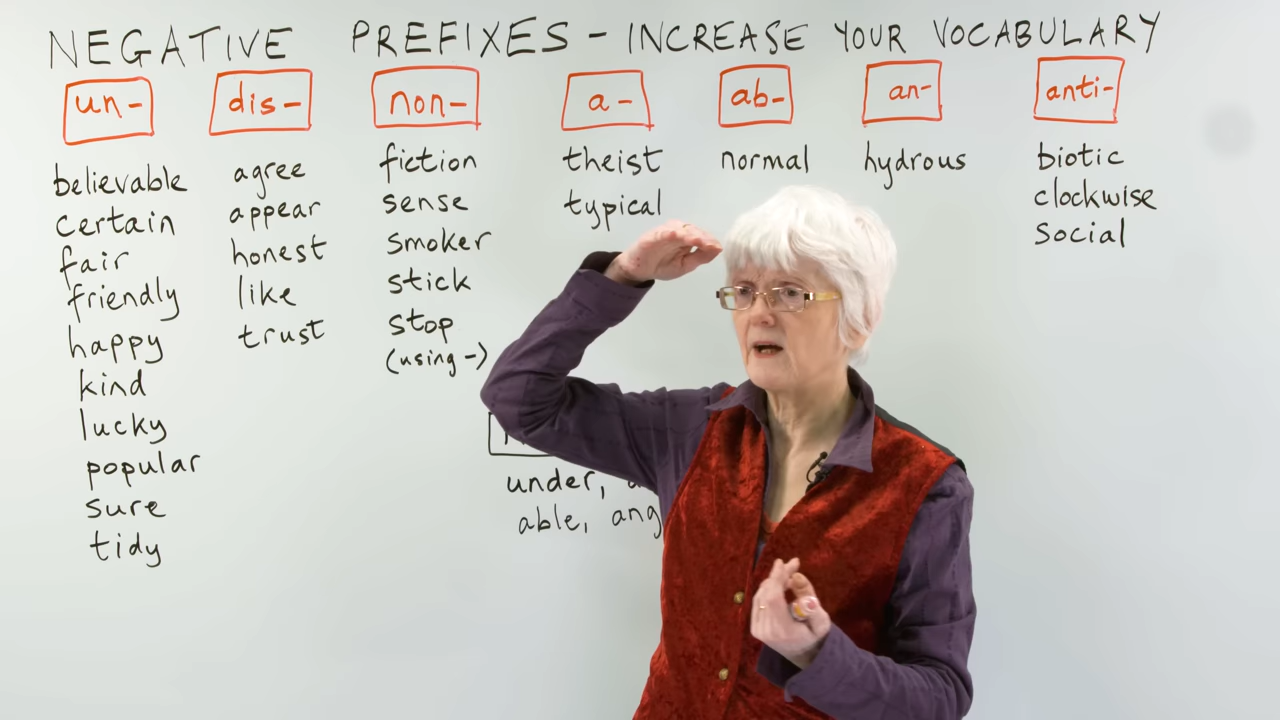 NEGATIVE PREFIXES - INCREASE YOUR VOCABULARY
un-
believable
certain
fair
friendly
happy
kind
lucky
popular
sure
tidy
dis-
agree
appear
honest
like
trust
non-
fiction
sense
smoker
stick
stop
(using -)
a-
theist
typical
ab-
normal
an-
hydrous
anti-
biotic
clockwise
social
under,
able,